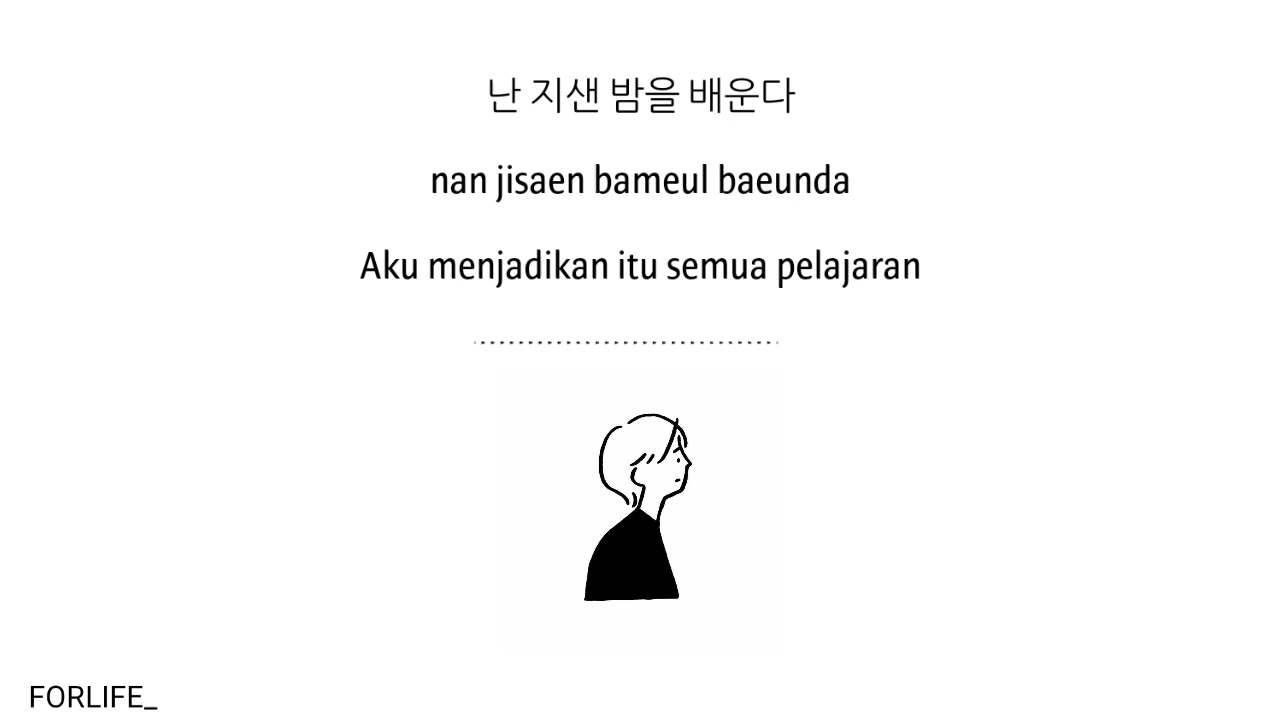 난 지샌 밤을 배운다
nan jisaen bameul baeunda
Aku menjadikan itu semua pelajaran
FORLIFE_